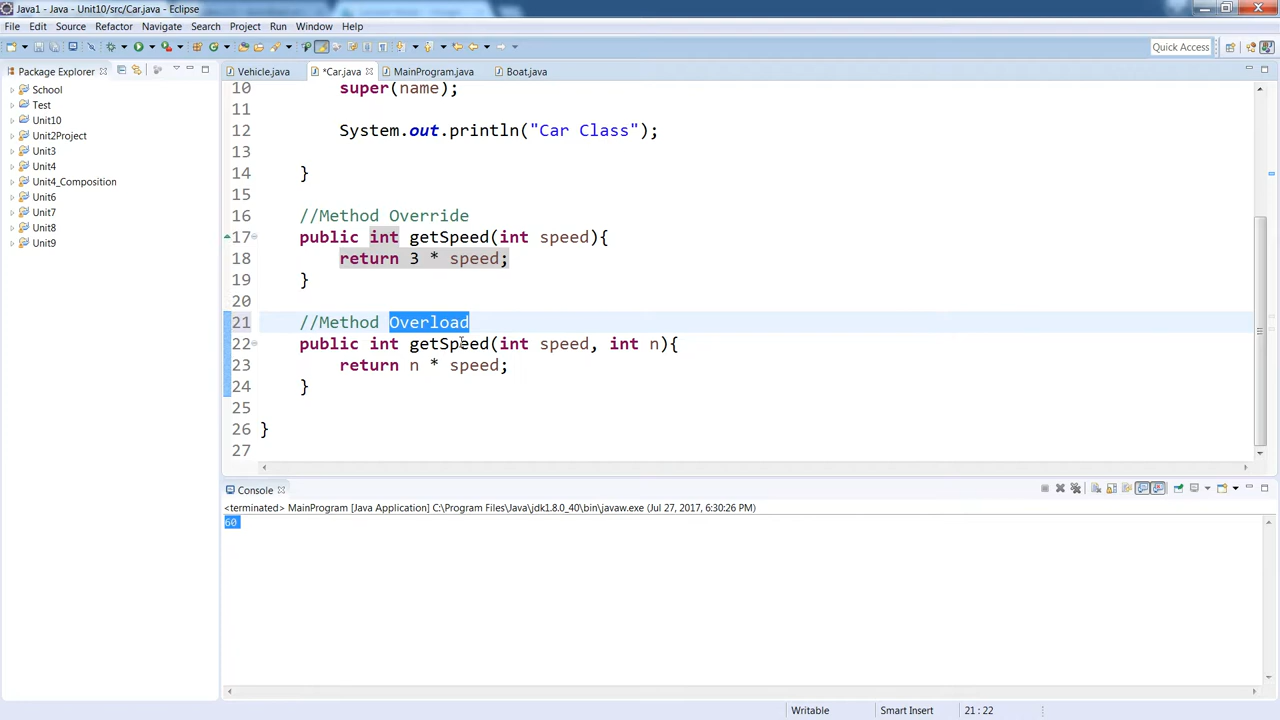 Java1 - Java - Unit10/src/Car.java - Eclipse
File Edit Source Refactor Navigate Search Project Run Window Help
Quick Access
Package Explorer
Vehicle.java *Car.java MainProgram.java Boat.java
School
Test
Unit10
Unit2Project
Unit3
Unit4
Unit4_Composition
Unit6
Unit7
Unit8
Unit9
10 super(name);
11
12 System.out.println("Car Class");
13
14 }
15
16 //Method Override
17 public int getSpeed(int speed){
18 return 3 * speed;
19 }
20
21 //Method Overload
22 public int getSpeed(int speed, int n){
23 return n * speed;
24 }
25
26 }
27
Console
<terminated> MainProgram [Java Application] C:\Program Files\Java\jdk1.8.0_40\bin\javaw.exe (Jul 27, 2017, 6:30:26 PM)
60
Writable Smart Insert 21 : 22